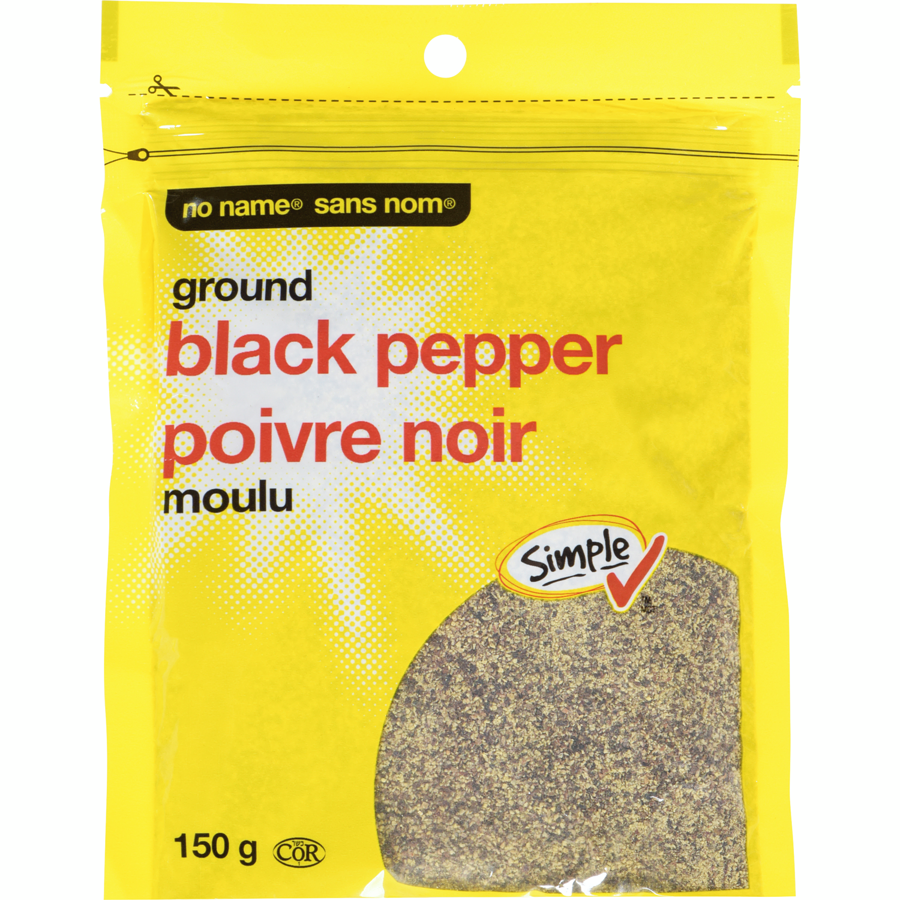 no name® sans nom®
ground
black pepper
poivre noir
moulu
Simple
150 g
COR